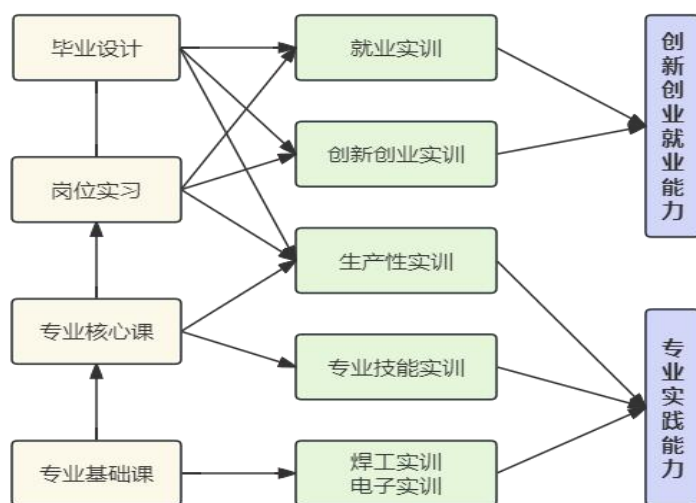 毕业设计
岗位实习
专业核心课
专业基础课
就业实训
创新创业实训
生产性实训
专业技能实训
焊工实训
电子实训
创新创业就业能力
专业实践能力